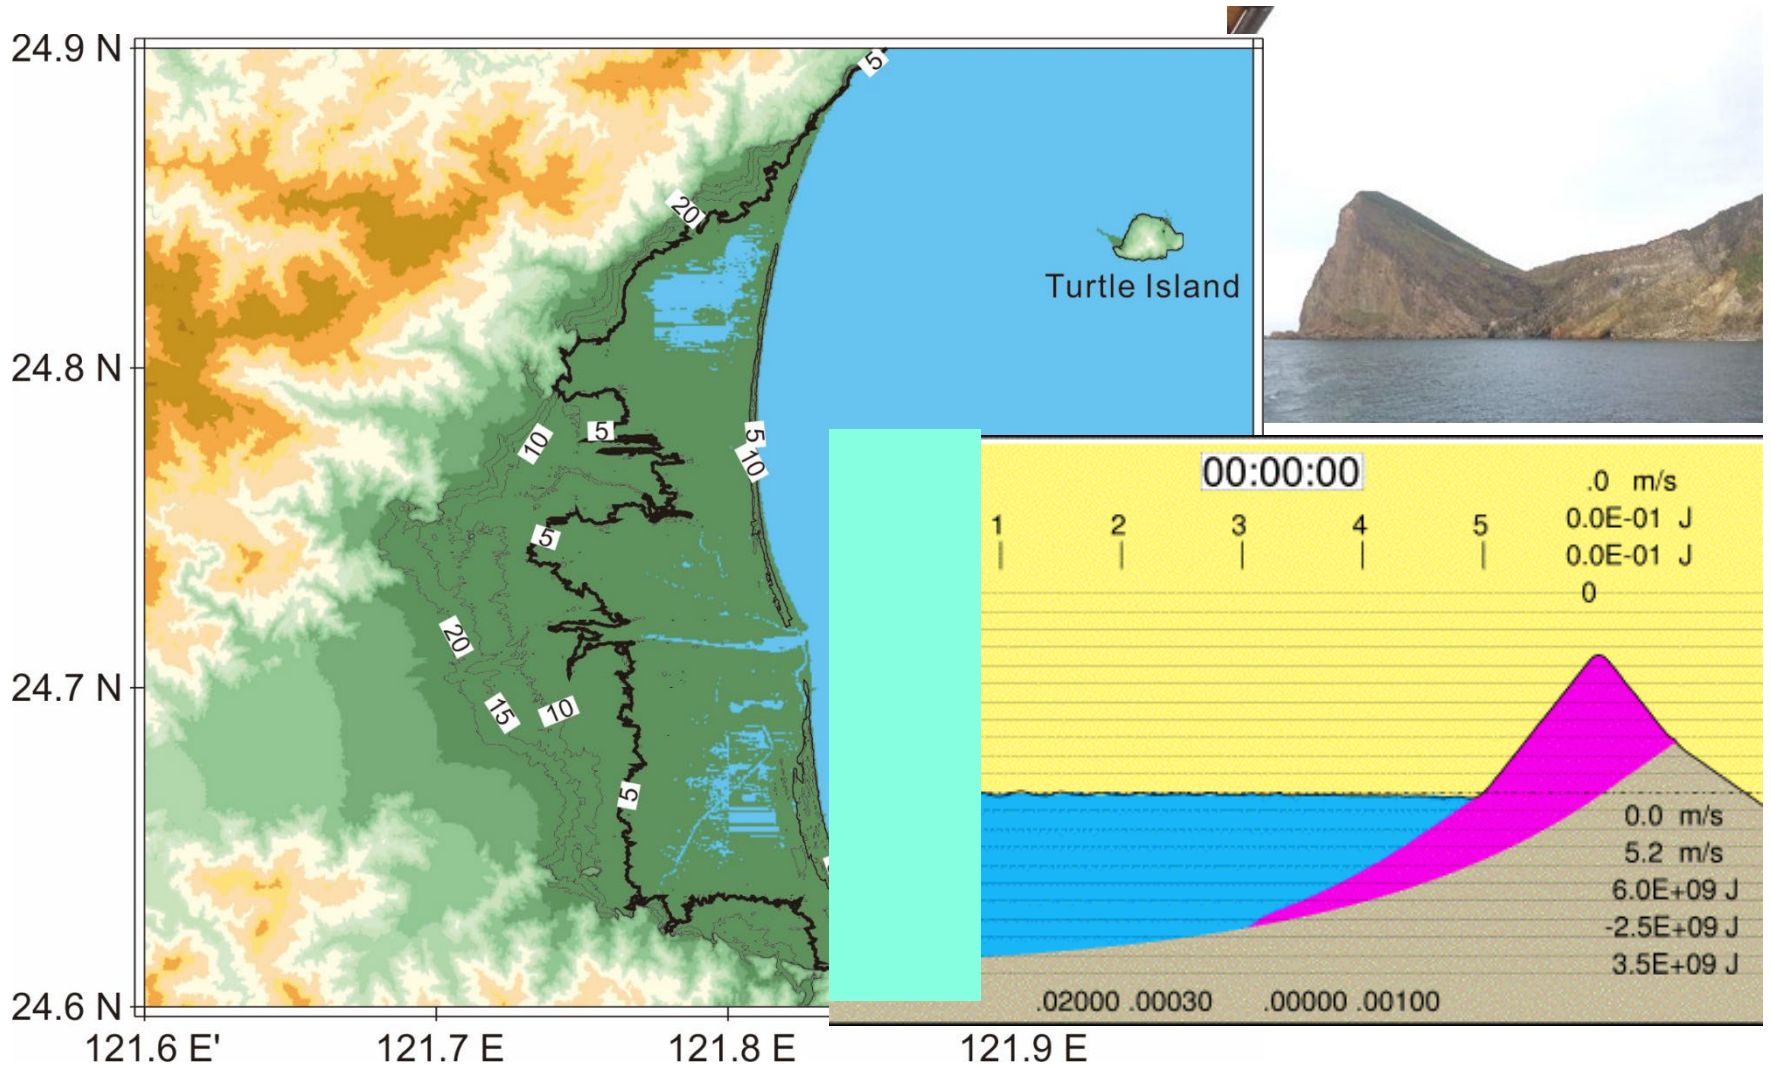 24.9 N
5
20
Turtle Island
24.8 N
5
5
10
10
5
20
24.7 N
15
10
5
24.6 N
121.6 E'
121.7 E
121.8 E
121.9 E
00:00:00
.0 m/s
0.0E-01 J
0.0E-01 J
0
1 2 3 4 5
0.0 m/s
5.2 m/s
6.0E+09 J
-2.5E+09 J
3.5E+09 J
.02000 .00030 .00000 .00100